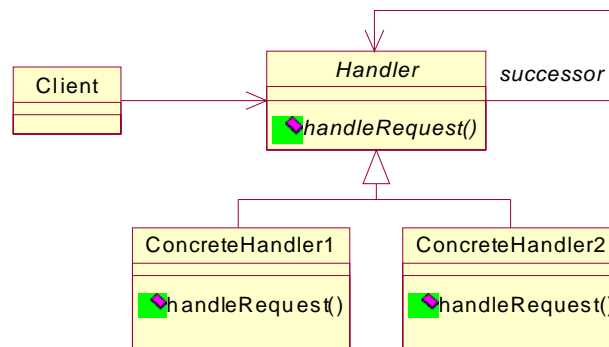 Client
Handler
successor
handleRequest()
ConcreteHandler1
ConcreteHandler2
handleRequest()
handleRequest()